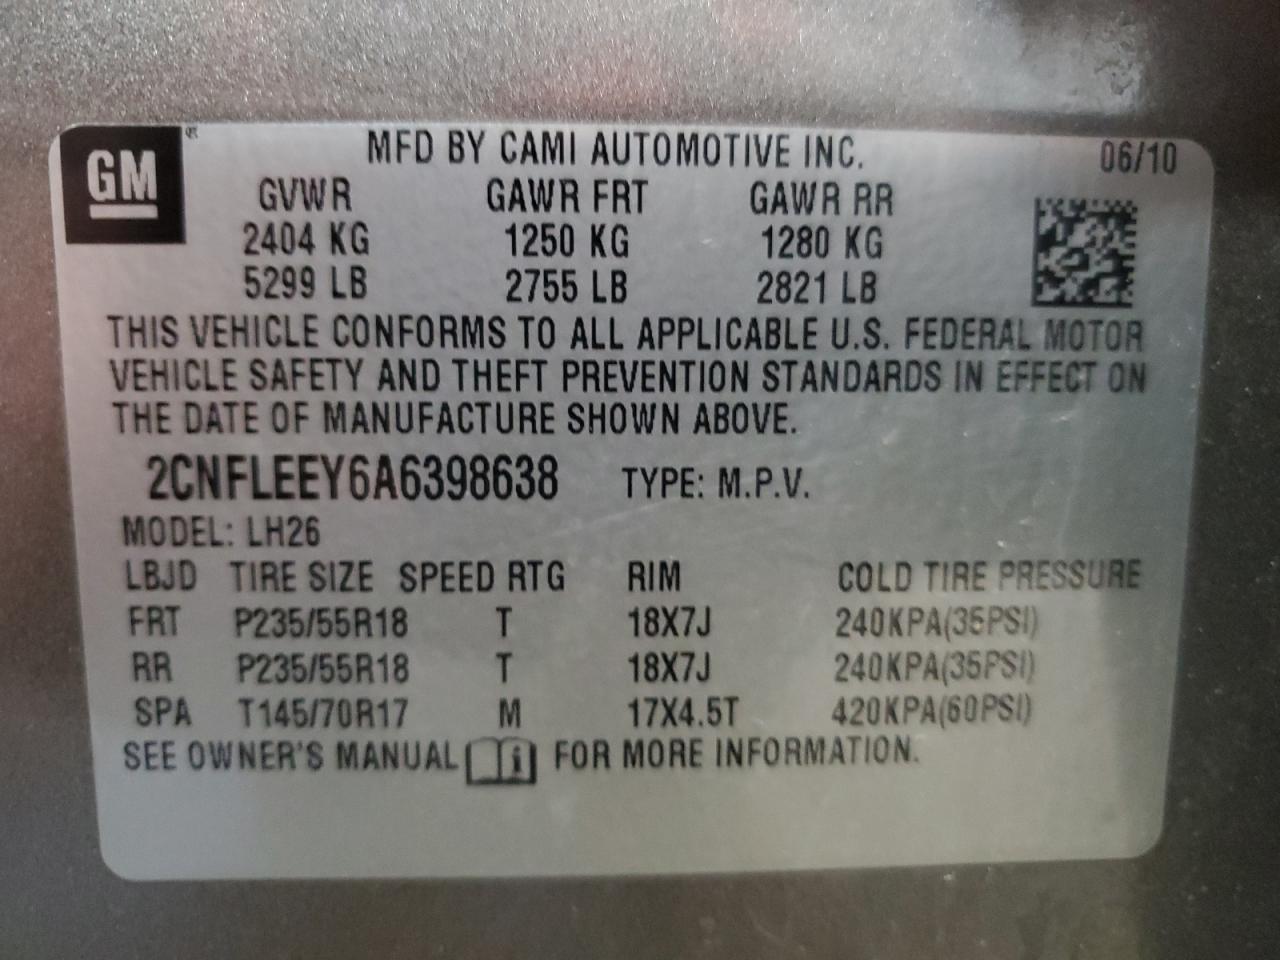 GM MFD BY CAMI AUTOMOTIVE INC. 06/10
GVWR GAWR FRT GAWR RR
2404 KG 1250 KG 1280 KG
5299 LB 2755 LB 2821 LB
THIS VEHICLE CONFORMS TO ALL APPLICABLE U.S. FEDERAL MOTOR
VEHICLE SAFETY AND THEFT PREVENTION STANDARDS IN EFFECT ON
THE DATE OF MANUFACTURE SHOWN ABOVE.
2CNFLEEY6A6398638 TYPE: M.P.V.
MODEL: LH26
LBJD TIRE SIZE SPEED RTG RIM COLD TIRE PRESSURE
FRT P235/55R18 T 18X7J 240KPA(35PSI)
RR P235/55R18 T 18X7J 240KPA(35PSI)
SPA T145/70R17 M 17X4.5T 420KPA(60PSI)
SEE OWNER'S MANUAL i FOR MORE INFORMATION.